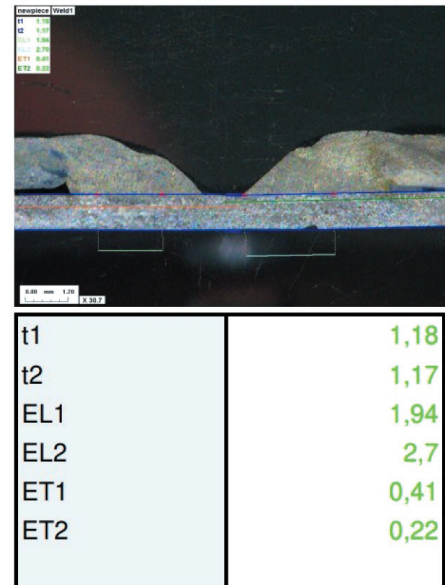 newpiece Weld1
t1 1.18
t2 1.17
EL1 1.94
EL2 2.70
ET1 0.41
ET2 0.22
0.00 mm 1.20
X 30.7
t1 1,18
t2 1,17
EL1 1,94
EL2 2,7
ET1 0,41
ET2 0,22